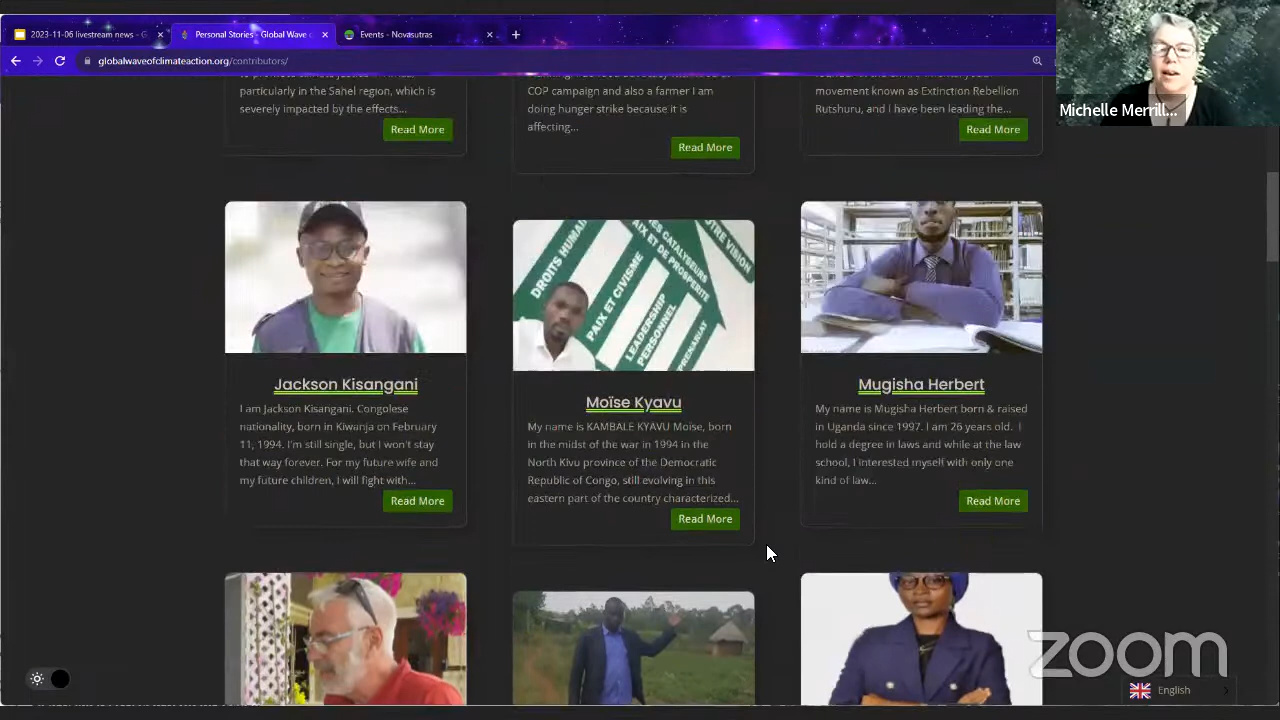 2023-11-06 livestream news - G
Personal Stories - Global Wave o
Events - Novasutras
globalwaveofclimateaction.org/contributors/
Michelle Merrill...
particularly in the Sahel region, which is
severely impacted by the effects...
Read More
COP campaign and also a farmer I am
doing hunger strike because it is
affecting...
Read More
movement known as Extinction Rebellion
Rutshuru, and I have been leading the...
Read More
DROITS HUMAI
PAIX ET CIVISME
LEADERSHIP
PERSONNEL
ES CATALYSEURS
PAIX ET DE PROSPERITE
OTRE VISION
PRENARIAT
Jackson Kisangani
I am Jackson Kisangani. Congolese
nationality, born in Kiwanja on February
11, 1994. I'm still single, but I won't stay
that way forever. For my future wife and
my future children, I will fight with...
Read More
Moïse Kyavu
My name is KAMBALE KYAVU Moïse, born
in the midst of the war in 1994 in the
North Kivu province of the Democratic
Republic of Congo, still evolving in this
eastern part of the country characterized...
Read More
Mugisha Herbert
My name is Mugisha Herbert born & raised
in Uganda since 1997. I am 26 years old. I
hold a degree in laws and while at the law
school, I interested myself with only one
kind of law...
Read More
zoom
English